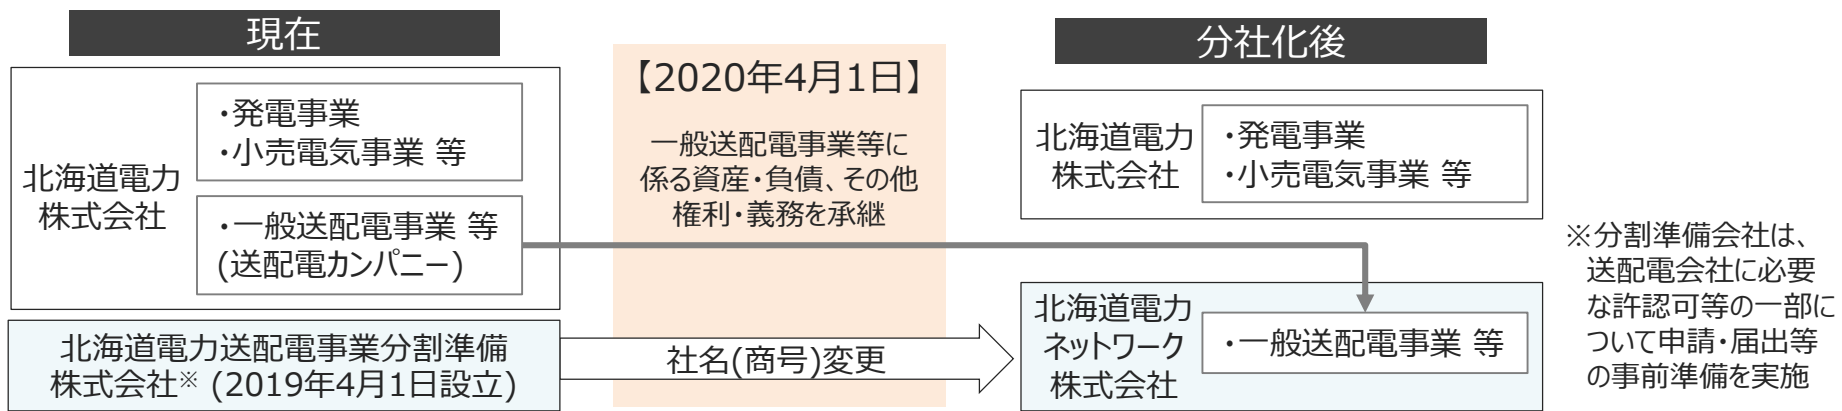 現在
北海道電力
株式会社
・発電事業
・小売電気事業 等
・一般送配電事業 等
(送配電カンパニー)
北海道電力送配電事業分割準備
株式会社※ (2019年4月1日設立)
【2020年4月1日】
一般送配電事業等に
係る資産・負債、その他
権利・義務を承継
社名(商号)変更
分社化後
北海道電力
株式会社
・発電事業
・小売電気事業 等
北海道電力
ネットワーク
株式会社
・一般送配電事業 等
※分割準備会社は、
送配電会社に必要
な許認可等の一部に
ついて申請・届出等
の事前準備を実施